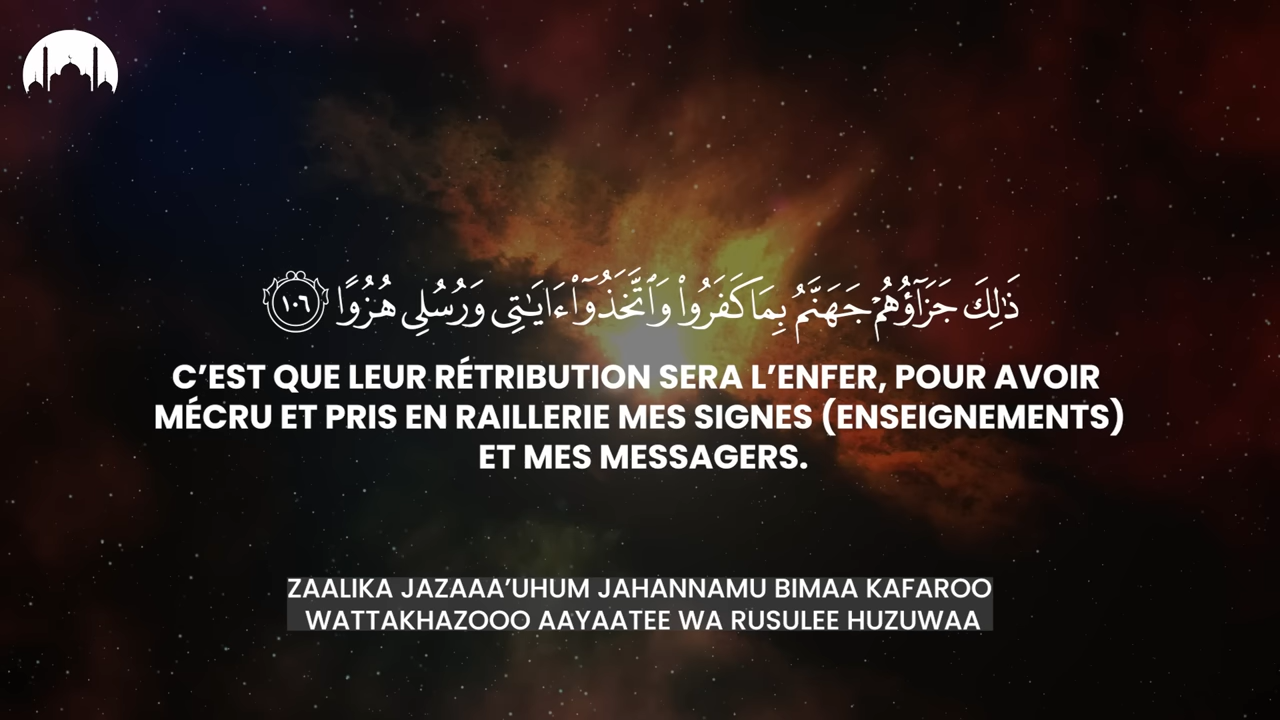 ذَٰلِكَ جَزَآؤُهُمْ جَهَنَّمُ بِمَا كَفَرُوا۟ وَٱتَّخَذُوٓا۟ ءَايَـٰتِى وَرُسُلِى هُزُوًا ١٠٦
C’EST QUE LEUR RÉTRIBUTION SERA L’ENFER, POUR AVOIR
MÉCRU ET PRIS EN RAILLERIE MES SIGNES (ENSEIGNEMENTS)
ET MES MESSAGERS.
ZAALIKA JAZAAA’UHUM JAHANNAMU BIMAA KAFAROO
WATTAKHAZOOO AAYAATEE WA RUSULEE HUZUWAA